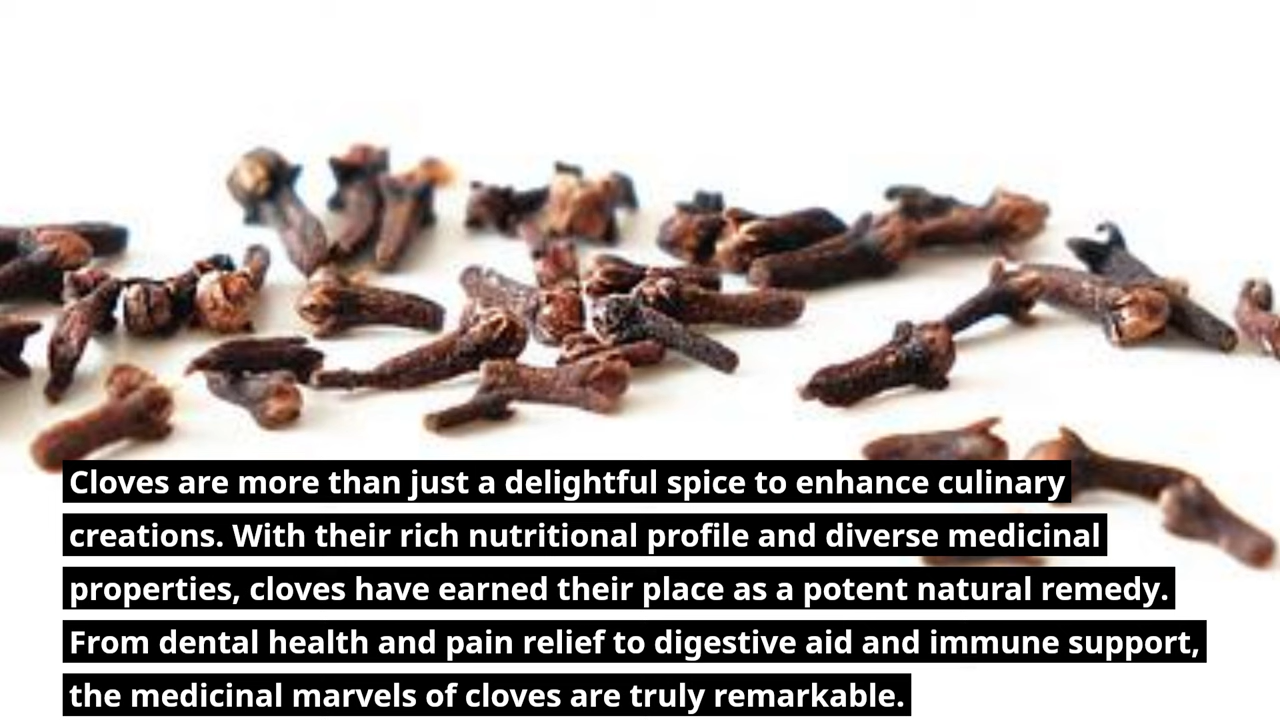 Cloves are more than just a delightful spice to enhance culinary
creations. With their rich nutritional profile and diverse medicinal
properties, cloves have earned their place as a potent natural remedy.
From dental health and pain relief to digestive aid and immune support,
the medicinal marvels of cloves are truly remarkable.